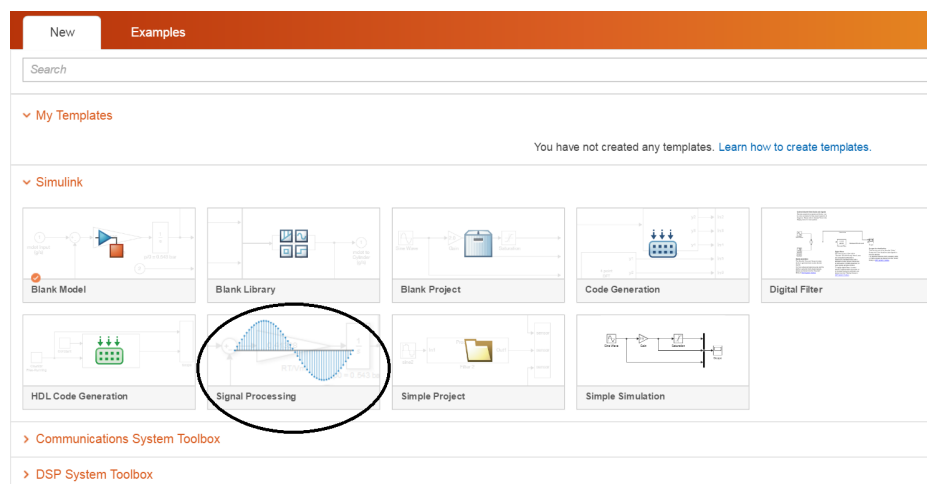 New Examples
Search
My Templates
You have not created any templates. Learn how to create templates.
Simulink
Blank Model Blank Library Blank Project Code Generation Digital Filter
HDL Code Generation Signal Processing Simple Project Simple Simulation
Communications System Toolbox
DSP System Toolbox